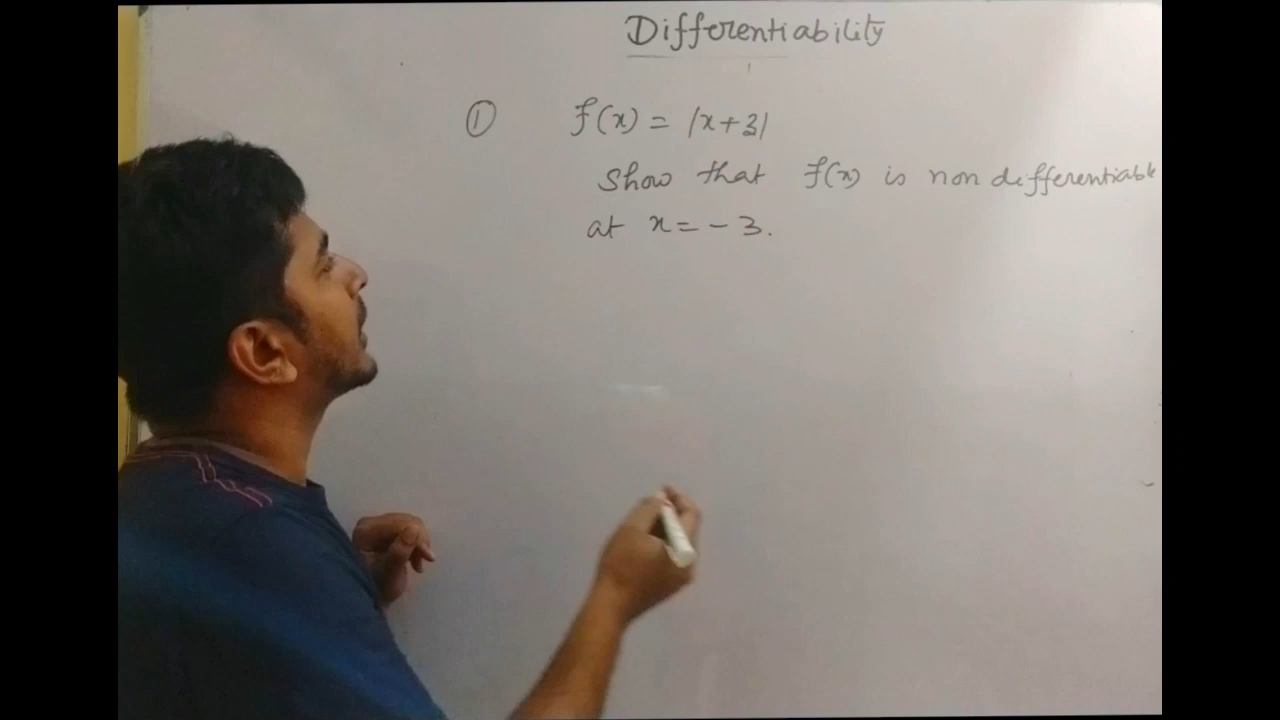 Differentiability
① f(x) = |x+3|
Show that f(x) is non differentiable
at x = -3.